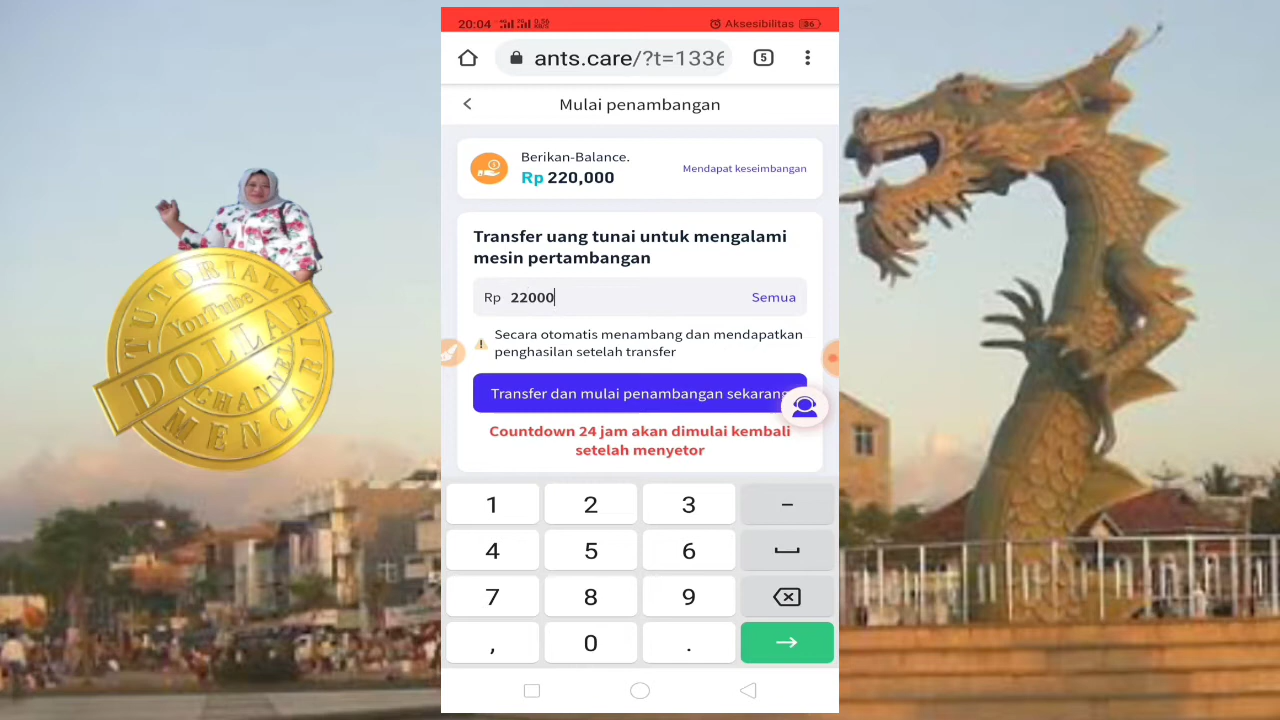 TUTORIAL
YouTube
DOLLAR
CHANNEL
MENCARI
20:04
Aksesibilitas
36
ants.care/?t=1336
5
Mulai penambangan
Berikan-Balance.
Rp 220,000
Mendapat keseimbangan
Transfer uang tunai untuk mengalami
mesin pertambangan
Rp 22000
Semua
Secara otomatis menambang dan mendapatkan
penghasilan setelah transfer
Transfer dan mulai penambangan sekarang
Countdown 24 jam akan dimulai kembali
setelah menyetor
1 2 3 -
4 5 6
7 8 9
, 0 .